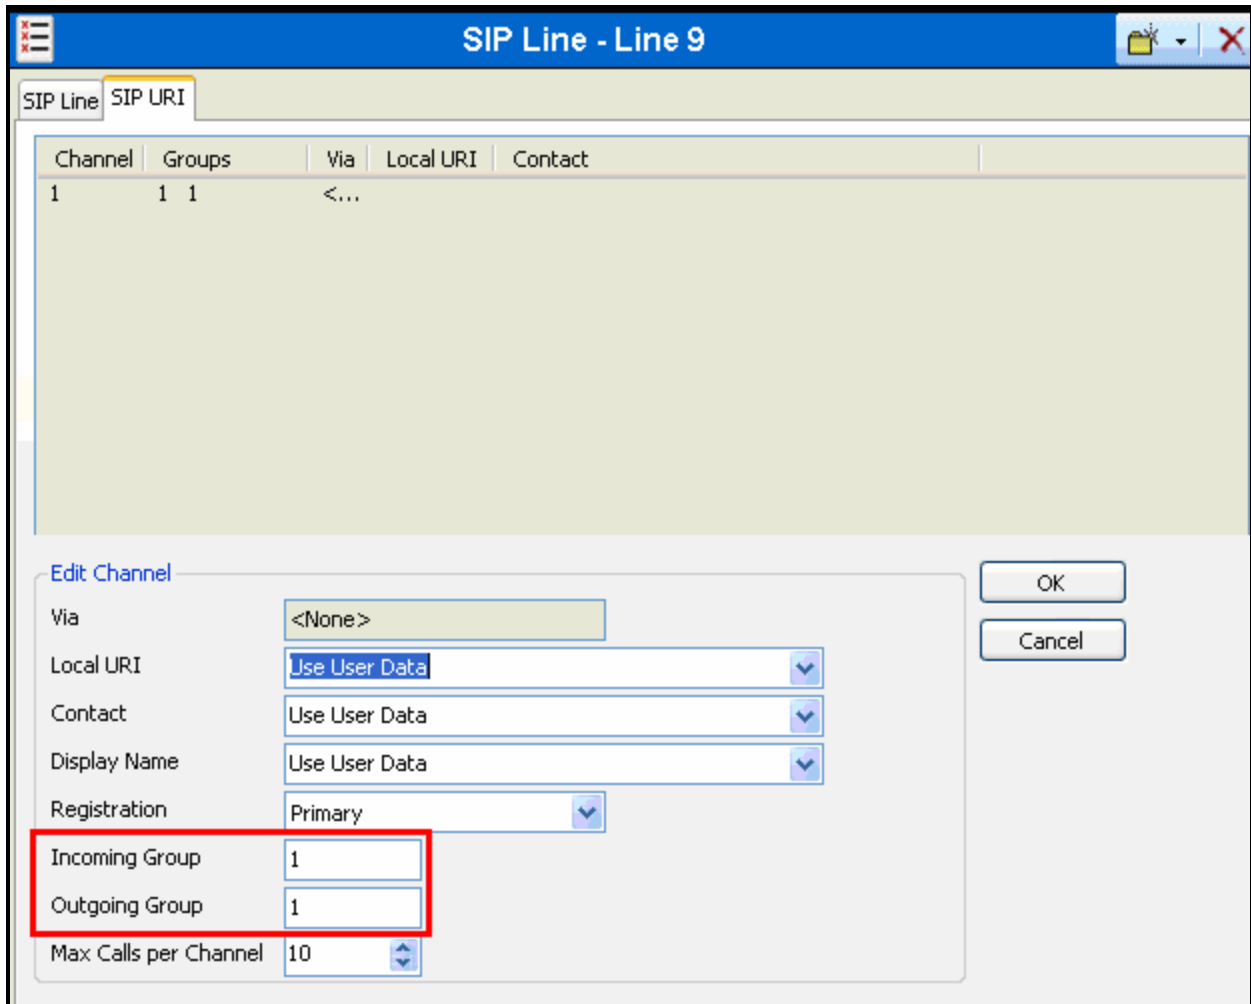 SIP Line - Line 9
SIP Line SIP URI
Channel Groups Via Local URI Contact
1 1 1 <...
Edit Channel
OK
Via <None>
Cancel
Local URI Use User Data
Contact Use User Data
Display Name Use User Data
Registration Primary
Incoming Group 1
Outgoing Group 1
Max Calls per Channel 10